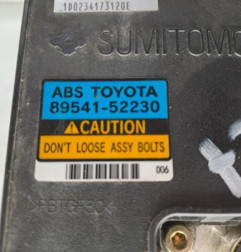 1D0234173120E
SUMITOMO
ABS TOYOTA
89541-52230
CAUTION
DON'T LOOSE ASSY BOLTS
006